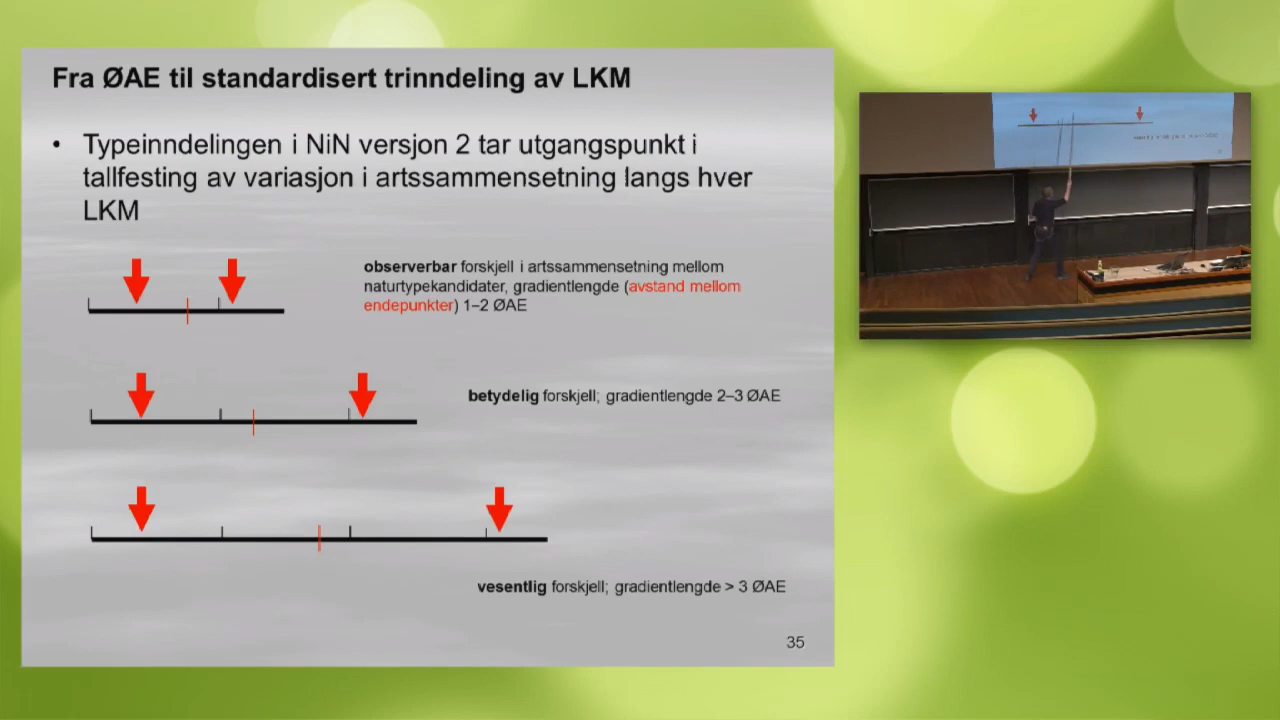 Fra ØAE til standardisert trinndeling av LKM
• Typeinndelingen i NiN versjon 2 tar utgangspunkt i
tallfesting av variasjon i artssammensetning langs hver
LKM
observerbar forskjell i artssammensetning mellom
naturtypekandidater, gradientlengde (avstand mellom
endepunkter) 1–2 ØAE
betydelig forskjell; gradientlengde 2–3 ØAE
vesentlig forskjell; gradientlengde > 3 ØAE
35